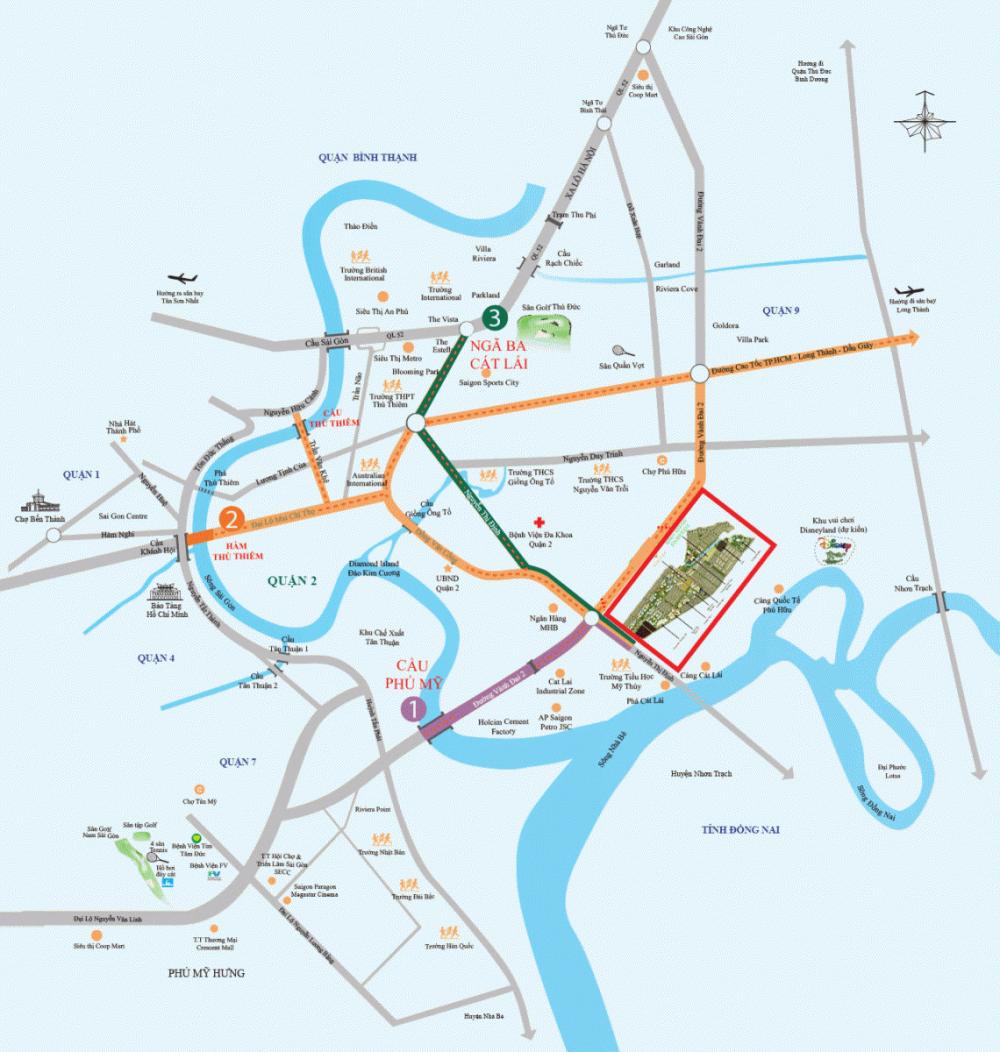 Ngã Tư
Thủ Đức
Khu Công Nghệ
Cao Sài Gòn
QL 52
Siêu thị
Coop Mart
Hướng đi
Quận Thủ Đức
Bình Dương
Ngã Tư
Bình Thái
QUẬN BÌNH THẠNH
XA LỘ HÀ NỘI
Trạm Thu Phí
Đỗ Xuân Hợp
Đường Vành Đai 2
Thảo Điền
Villa
Riviera
QL 52
Cầu
Rạch Chiếc
Garland
Riviera Cove
Trường British
International
Trường
International
Parkland
Hướng ra sân bay
Tân Sơn Nhất
Siêu Thị An Phú
The Vista
3
Sân Golf Thủ Đức
QUẬN 9
Hướng đi sân bay
Long Thành
Cầu Sài Gòn
QL 52
The
Estella
NGÃ BA
CÁT LÁI
Goldora
Villa Park
Siêu Thị Metro
Blooming Park
Saigon Sports City
Sân Quần Vợt
Đường Cao Tốc TP.HCM - Long Thành - Dầu Giây
Trần Não
Trường THPT
Thủ Thiêm
Nguyễn Hữu Cảnh
CẦU
THỦ THIÊM
Đường Vành Đai 2
Nhà Hát
Thành Phố
Tôn Đức Thắng
Trần Văn Khê
Lương Định Của
Nguyễn Duy Trinh
QUẬN 1
Phà
Thủ Thiêm
Australian
International
Trường THCS
Giồng Ông Tố
Trường THCS
Nguyễn Văn Trỗi
Chợ Phú Hữu
Nguyễn Huệ
Chợ Bến Thành
Sai Gon Centre
Hàm Nghi
2
Đại Lộ Mai Chí Thọ
Cầu
Giồng Ông Tố
Nguyễn Thị Định
Bệnh Viện Đa Khoa
Quận 2
Khu vui chơi
Disneyland (dự kiến)
Cầu
Khánh Hội
HẦM
THỦ THIÊM
Đồng Văn Cống
QUẬN 2
Diamond Island
Đảo Kim Cương
UBND
Quận 2
Bảo Tàng
Hồ Chí Minh
Sông Sài Gòn
Nguyễn Tất Thành
Cảng Quốc Tế
Phú Hữu
Cầu
Nhơn Trạch
Ngân Hàng
MHB
Khu Chế Xuất
Tân Thuận
QUẬN 4
Cầu
Tân Thuận 1
Cầu
Tân Thuận 2
CẦU
PHÚ MỸ
1
Đường Vành Đai 2
Nguyễn Thị Định
Trường Tiểu Học
Mỹ Thủy
Cảng Cát Lái
Phà Cát Lái
Cat Lai
Industrial Zone
AP Saigon
Petro JSC
Holcim Cement
Factoty
Huỳnh Tấn Phát
Sông Nhà Bè
QUẬN 7
Huyện Nhơn Trạch
Đại Phước
Lotus
Sông Đồng Nai
Chợ Tân Mỹ
Riviera Point
TỈNH ĐỒNG NAI
Sân Golf
Nam Sài Gòn
Sân tập Golf
4 sân
Tennis
Bệnh Viện Tim
Tâm Đức
Hồ bơi
dây cát
Bệnh Viện FV
FV
T.T Hội Chợ &
Triển Lãm Sài Gòn
SECC
Trường Nhật Bản
Saigon Paragon
Megastar Cinema
Trường Đài Bắc
Đại Lộ Nguyễn Văn Linh
Đại Lộ Nguyễn Lương Bằng
Siêu thị Coop Mart
T.T Thương Mại
Crescent Mall
Trường Hàn Quốc
PHÚ MỸ HƯNG
Huyện Nhà Bè